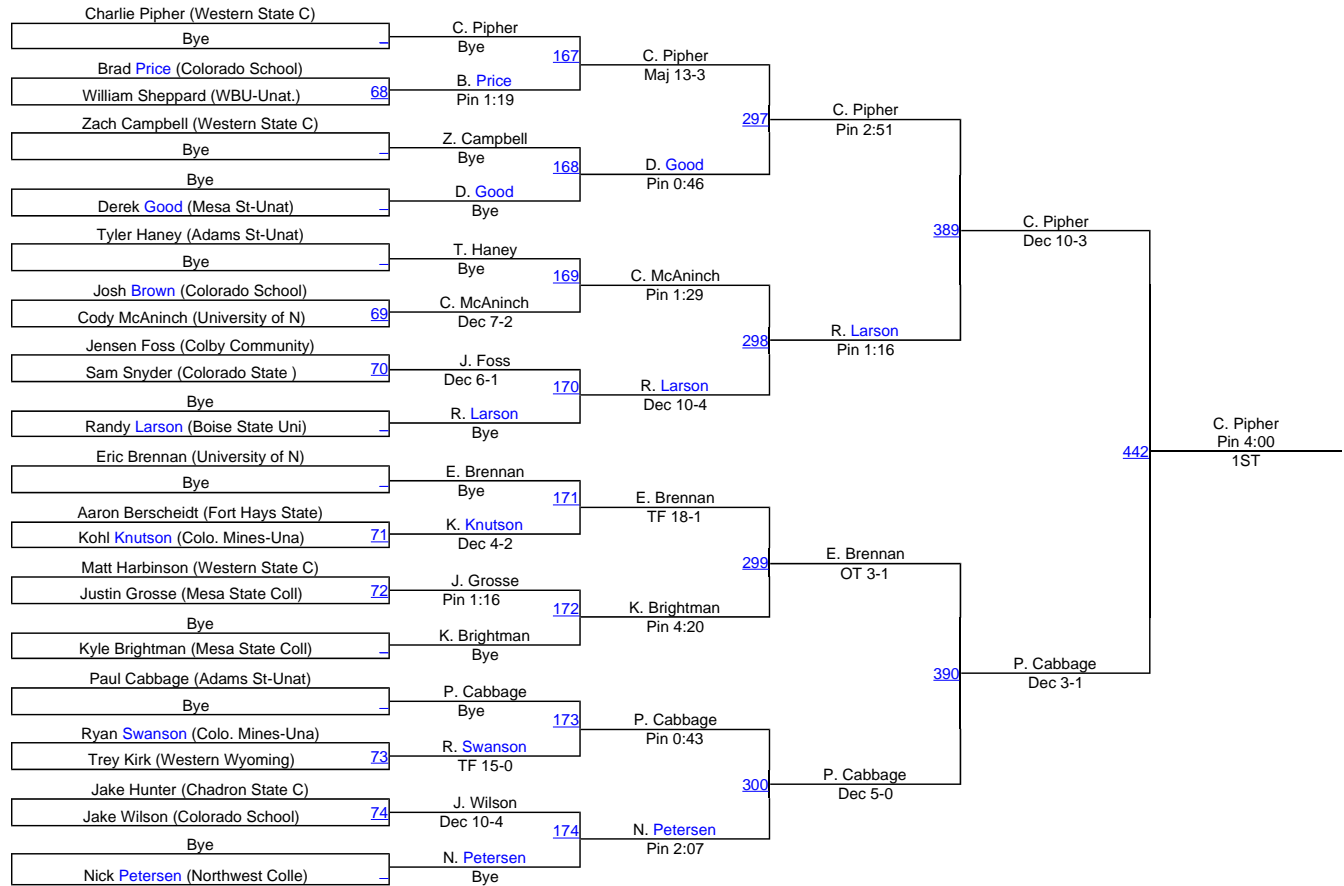 Charlie Pipher (Western State C)
Bye
Brad Price (Colorado School)
William Sheppard (WBU-Unat.) 68
Zach Campbell (Western State C)
Bye
Bye
Derek Good (Mesa St-Unat)
Tyler Haney (Adams St-Unat)
Bye
Josh Brown (Colorado School)
Cody McAninch (University of N) 69
Jensen Foss (Colby Community)
Sam Snyder (Colorado State ) 70
Bye
Randy Larson (Boise State Uni)
Eric Brennan (University of N)
Bye
Aaron Berscheidt (Fort Hays State)
Kohl Knutson (Colo. Mines-Una) 71
Matt Harbinson (Western State C)
Justin Grosse (Mesa State Coll) 72
Bye
Kyle Brightman (Mesa State Coll)
Paul Cabbage (Adams St-Unat)
Bye
Ryan Swanson (Colo. Mines-Una)
Trey Kirk (Western Wyoming) 73
Jake Hunter (Chadron State C)
Jake Wilson (Colorado School) 74
Bye
Nick Petersen (Northwest Colle)
C. Pipher
Bye
167
B. Price
Pin 1:19
Z. Campbell
Bye
168
D. Good
Bye
T. Haney
Bye
169
C. McAninch
Dec 7-2
J. Foss
Dec 6-1
170
R. Larson
Bye
E. Brennan
Bye
171
K. Knutson
Dec 4-2
J. Grosse
Pin 1:16
172
K. Brightman
Bye
P. Cabbage
Bye
173
R. Swanson
TF 15-0
J. Wilson
Dec 10-4
174
N. Petersen
Bye
C. Pipher
Maj 13-3
297
D. Good
Pin 0:46
C. McAninch
Pin 1:29
298
R. Larson
Dec 10-4
E. Brennan
TF 18-1
299
K. Brightman
Pin 4:20
P. Cabbage
Pin 0:43
300
N. Petersen
Pin 2:07
C. Pipher
Pin 2:51
389
R. Larson
Pin 1:16
E. Brennan
OT 3-1
390
P. Cabbage
Dec 5-0
C. Pipher
Dec 10-3
442
P. Cabbage
Dec 3-1
C. Pipher
Pin 4:00
1ST